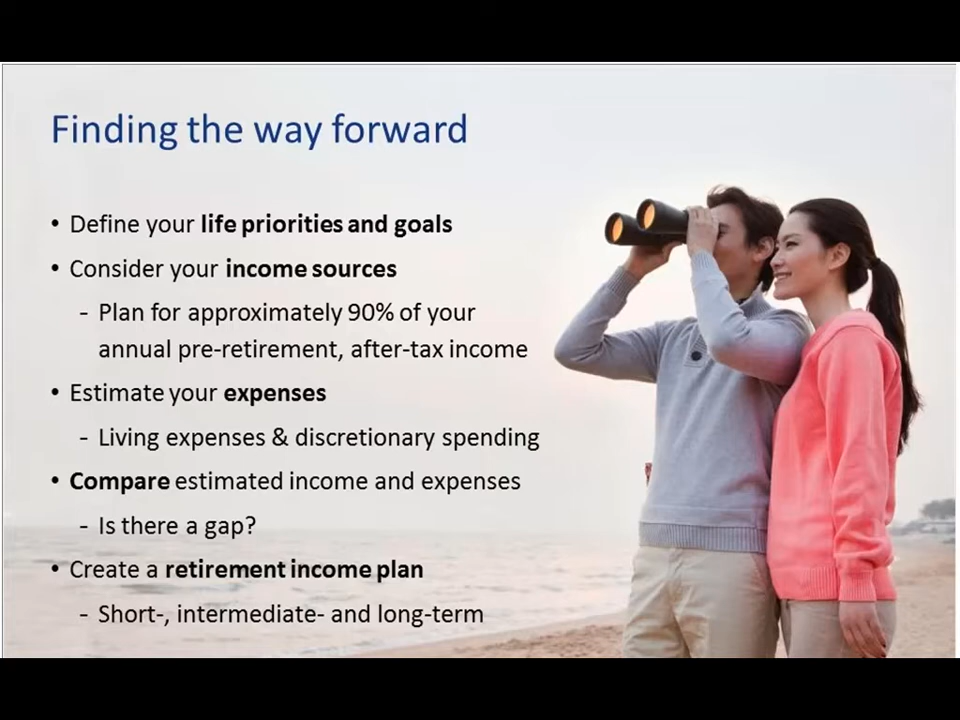 Finding the way forward
• Define your life priorities and goals
• Consider your income sources
- Plan for approximately 90% of your
annual pre-retirement, after-tax income
• Estimate your expenses
- Living expenses & discretionary spending
• Compare estimated income and expenses
- Is there a gap?
• Create a retirement income plan
- Short-, intermediate- and long-term